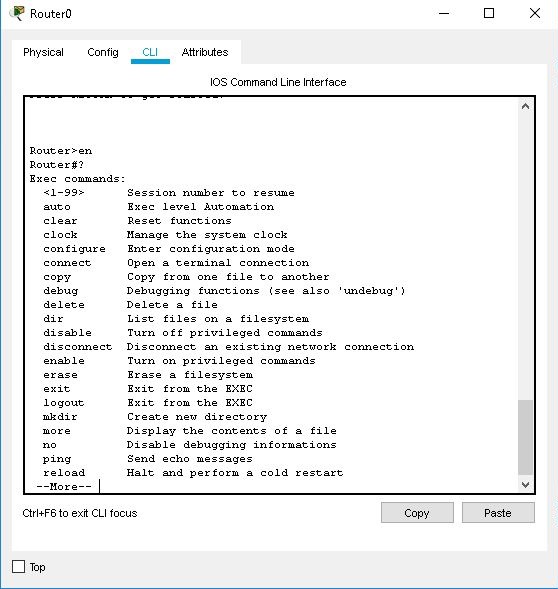 Router0
Physical Config CLI Attributes
IOS Command Line Interface
Router>en
Router#?
Exec commands:
<1-99> Session number to resume
auto Exec level Automation
clear Reset functions
clock Manage the system clock
configure Enter configuration mode
connect Open a terminal connection
copy Copy from one file to another
debug Debugging functions (see also 'undebug')
delete Delete a file
dir List files on a filesystem
disable Turn off privileged commands
disconnect Disconnect an existing network connection
enable Turn on privileged commands
erase Erase a filesystem
exit Exit from the EXEC
logout Exit from the EXEC
mkdir Create new directory
more Display the contents of a file
no Disable debugging informations
ping Send echo messages
reload Halt and perform a cold restart
--More--
Ctrl+F6 to exit CLI focus
Copy Paste
Top